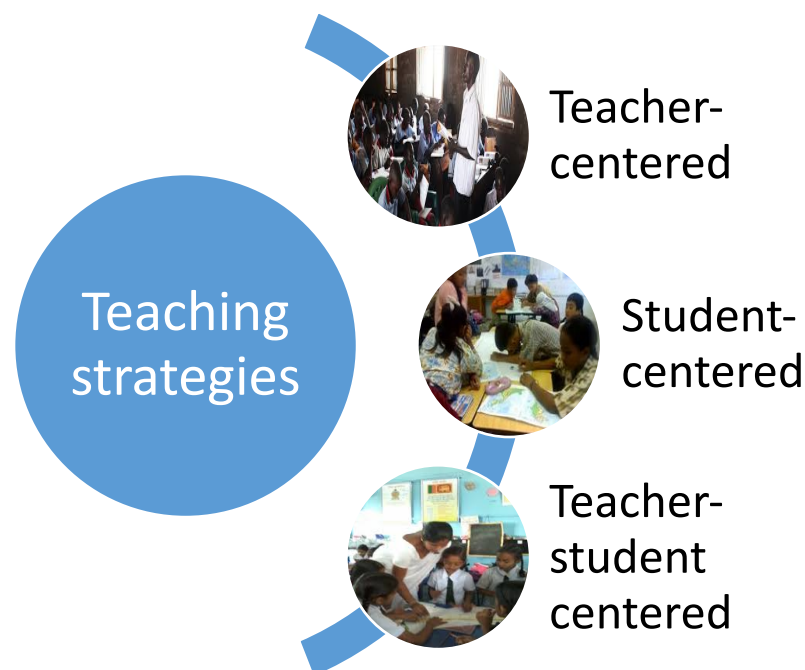 Teacher-
centered
Teaching
strategies
Student-
centered
Teacher-
student
centered